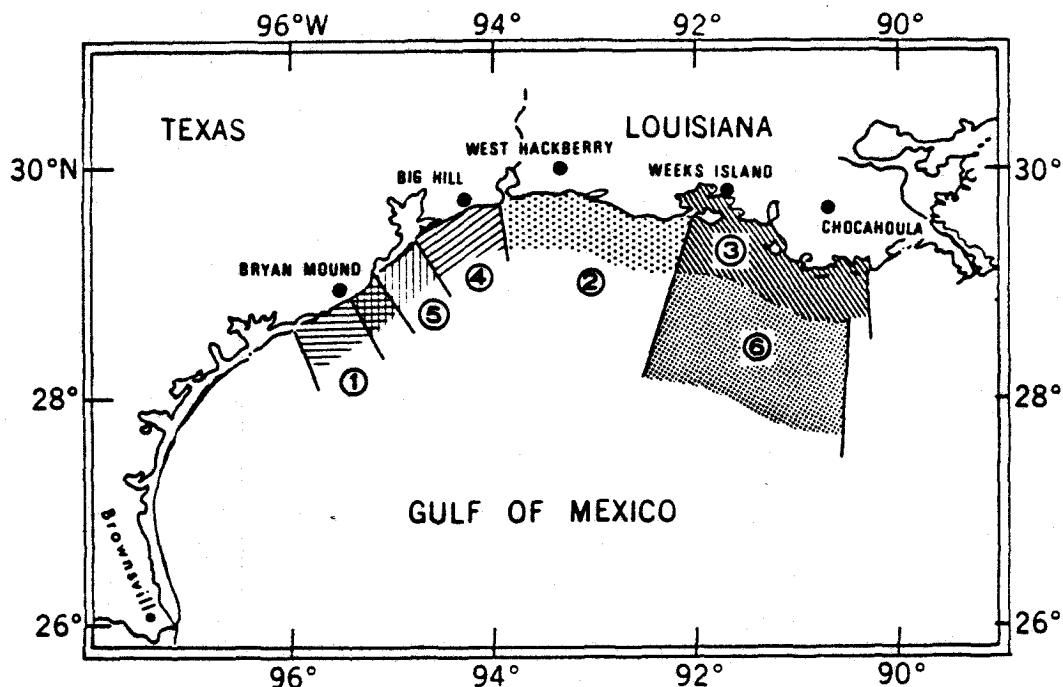 96°W 94° 92° 90°
TEXAS
LOUISIANA
30°N
30°
WEST HACKBERRY
BIG HILL
WEEKS ISLAND
CHOCAHOULA
BRYAN MOUND
③
④
②
⑤
⑥
①
28°
28°
GULF OF MEXICO
Brownsville
26°
26°
96° 94° 92° 90°